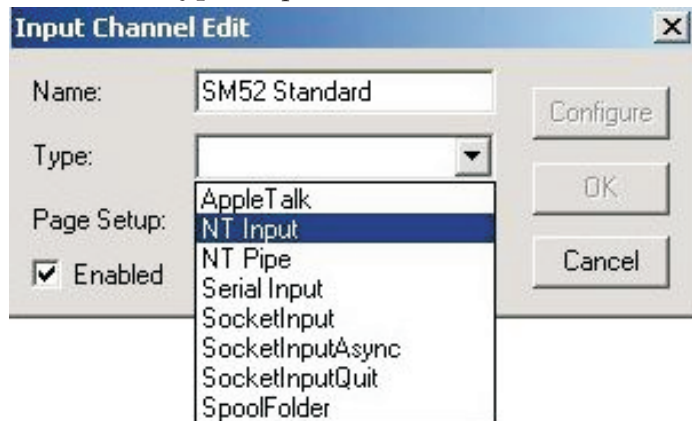 Input Channel Edit
Name: SM52 Standard
Configure
Type:
OK
AppleTalk
Page Setup:
NT Input
NT Pipe
Enabled
Cancel
Serial Input
SocketInput
SocketInputAsync
SocketInputQuit
SpoolFolder